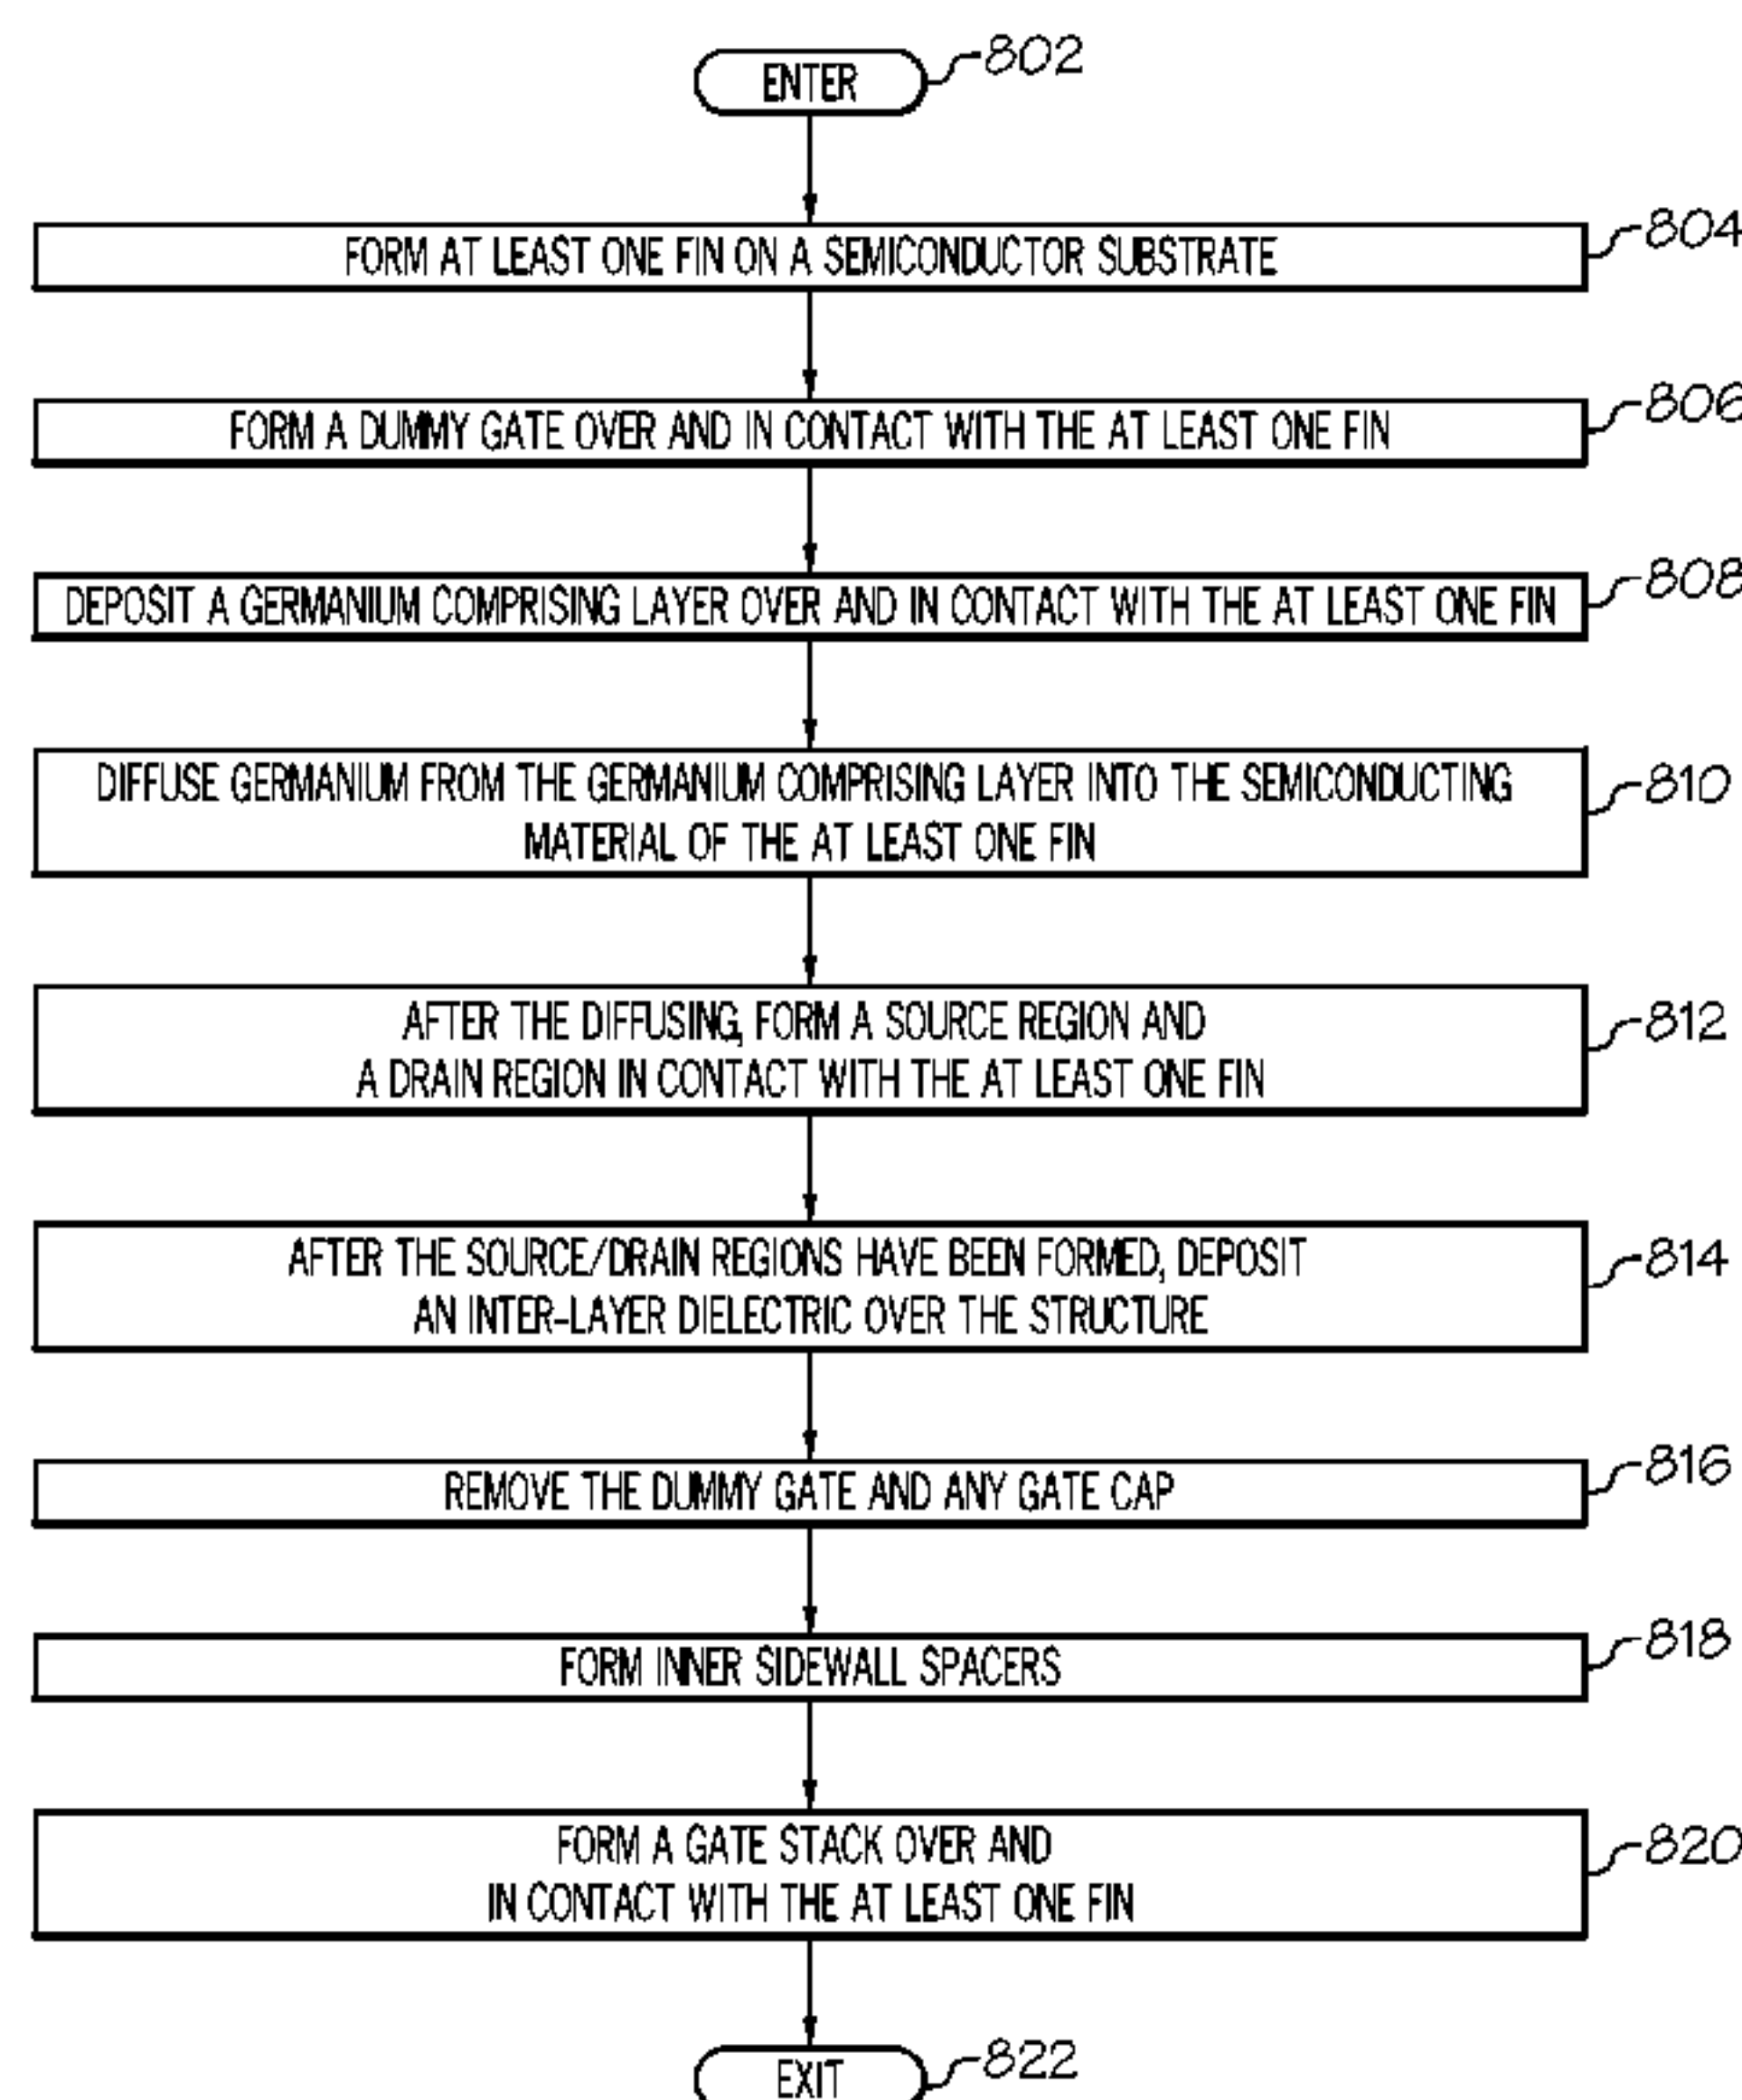 ENTER
802
FORM AT LEAST ONE FIN ON A SEMICONDUCTOR SUBSTRATE
804
FORM A DUMMY GATE OVER AND IN CONTACT WITH THE AT LEAST ONE FIN
806
DEPOSIT A GERMANIUM COMPRISING LAYER OVER AND IN CONTACT WITH THE AT LEAST ONE FIN
808
DIFFUSE GERMANIUM FROM THE GERMANIUM COMPRISING LAYER INTO THE SEMICONDUCTING
MATERIAL OF THE AT LEAST ONE FIN
810
AFTER THE DIFFUSING, FORM A SOURCE REGION AND
A DRAIN REGION IN CONTACT WITH THE AT LEAST ONE FIN
812
AFTER THE SOURCE/DRAIN REGIONS HAVE BEEN FORMED, DEPOSIT
AN INTER-LAYER DIELECTRIC OVER THE STRUCTURE
814
REMOVE THE DUMMY GATE AND ANY GATE CAP
816
FORM INNER SIDEWALL SPACERS
818
FORM A GATE STACK OVER AND
IN CONTACT WITH THE AT LEAST ONE FIN
820
EXIT
822